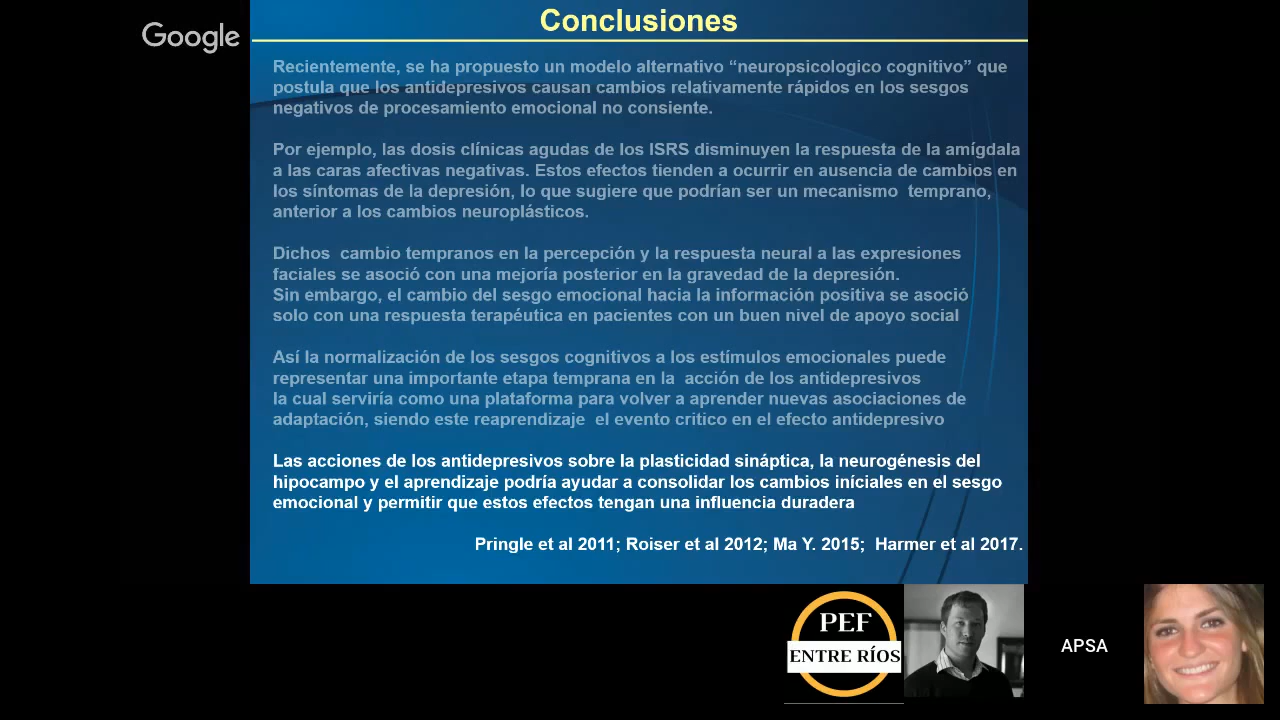 Google
Conclusiones
Recientemente, se ha propuesto un modelo alternativo “neuropsicologico cognitivo” que
postula que los antidepresivos causan cambios relativamente rápidos en los sesgos
negativos de procesamiento emocional no consiente.
Por ejemplo, las dosis clínicas agudas de los ISRS disminuyen la respuesta de la amígdala
a las caras afectivas negativas. Estos efectos tienden a ocurrir en ausencia de cambios en
los síntomas de la depresión, lo que sugiere que podrían ser un mecanismo temprano,
anterior a los cambios neuroplásticos.
Dichos cambio tempranos en la percepción y la respuesta neural a las expresiones
faciales se asoció con una mejoría posterior en la gravedad de la depresión.
Sin embargo, el cambio del sesgo emocional hacia la información positiva se asoció
solo con una respuesta terapéutica en pacientes con un buen nivel de apoyo social
Así la normalización de los sesgos cognitivos a los estímulos emocionales puede
representar una importante etapa temprana en la acción de los antidepresivos
la cual serviría como una plataforma para volver a aprender nuevas asociaciones de
adaptación, siendo este reaprendizaje el evento critico en el efecto antidepresivo
Las acciones de los antidepresivos sobre la plasticidad sináptica, la neurogénesis del
hipocampo y el aprendizaje podría ayudar a consolidar los cambios iníciales en el sesgo
emocional y permitir que estos efectos tengan una influencia duradera
Pringle et al 2011; Roiser et al 2012; Ma Y. 2015; Harmer et al 2017.
PEF
ENTRE RÍOS
APSA